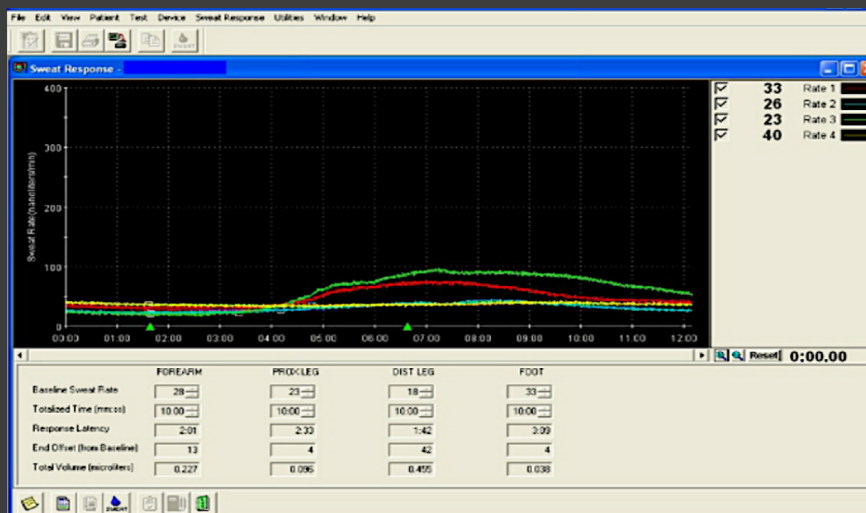 File Edit View Patient Test Device Sweat Response Utilities Window Help
SWEAT
Sweat Response -
400
300
200
100
0
Sweat Rate(nanoliters/min)
00:00 01:00 02:00 03:00 04:00 05:00 06:00 07:00 08:00 09:00 10:00 11:00 12:00
33 Rate 1
26 Rate 2
23 Rate 3
40 Rate 4
Reset 0:00.00
FOREARM PROX LEG DIST LEG FOOT
Baseline Sweat Rate 28 23 18 33
Totalized Time (mm:ss) 10:00 10:00 10:00 10:00
Response Latency 2:01 2:33 1:42 3:09
End Offset (from Baseline) 13 4 42 4
Total Volume (microliters) 0.227 0.096 0.455 0.038
SWEAT